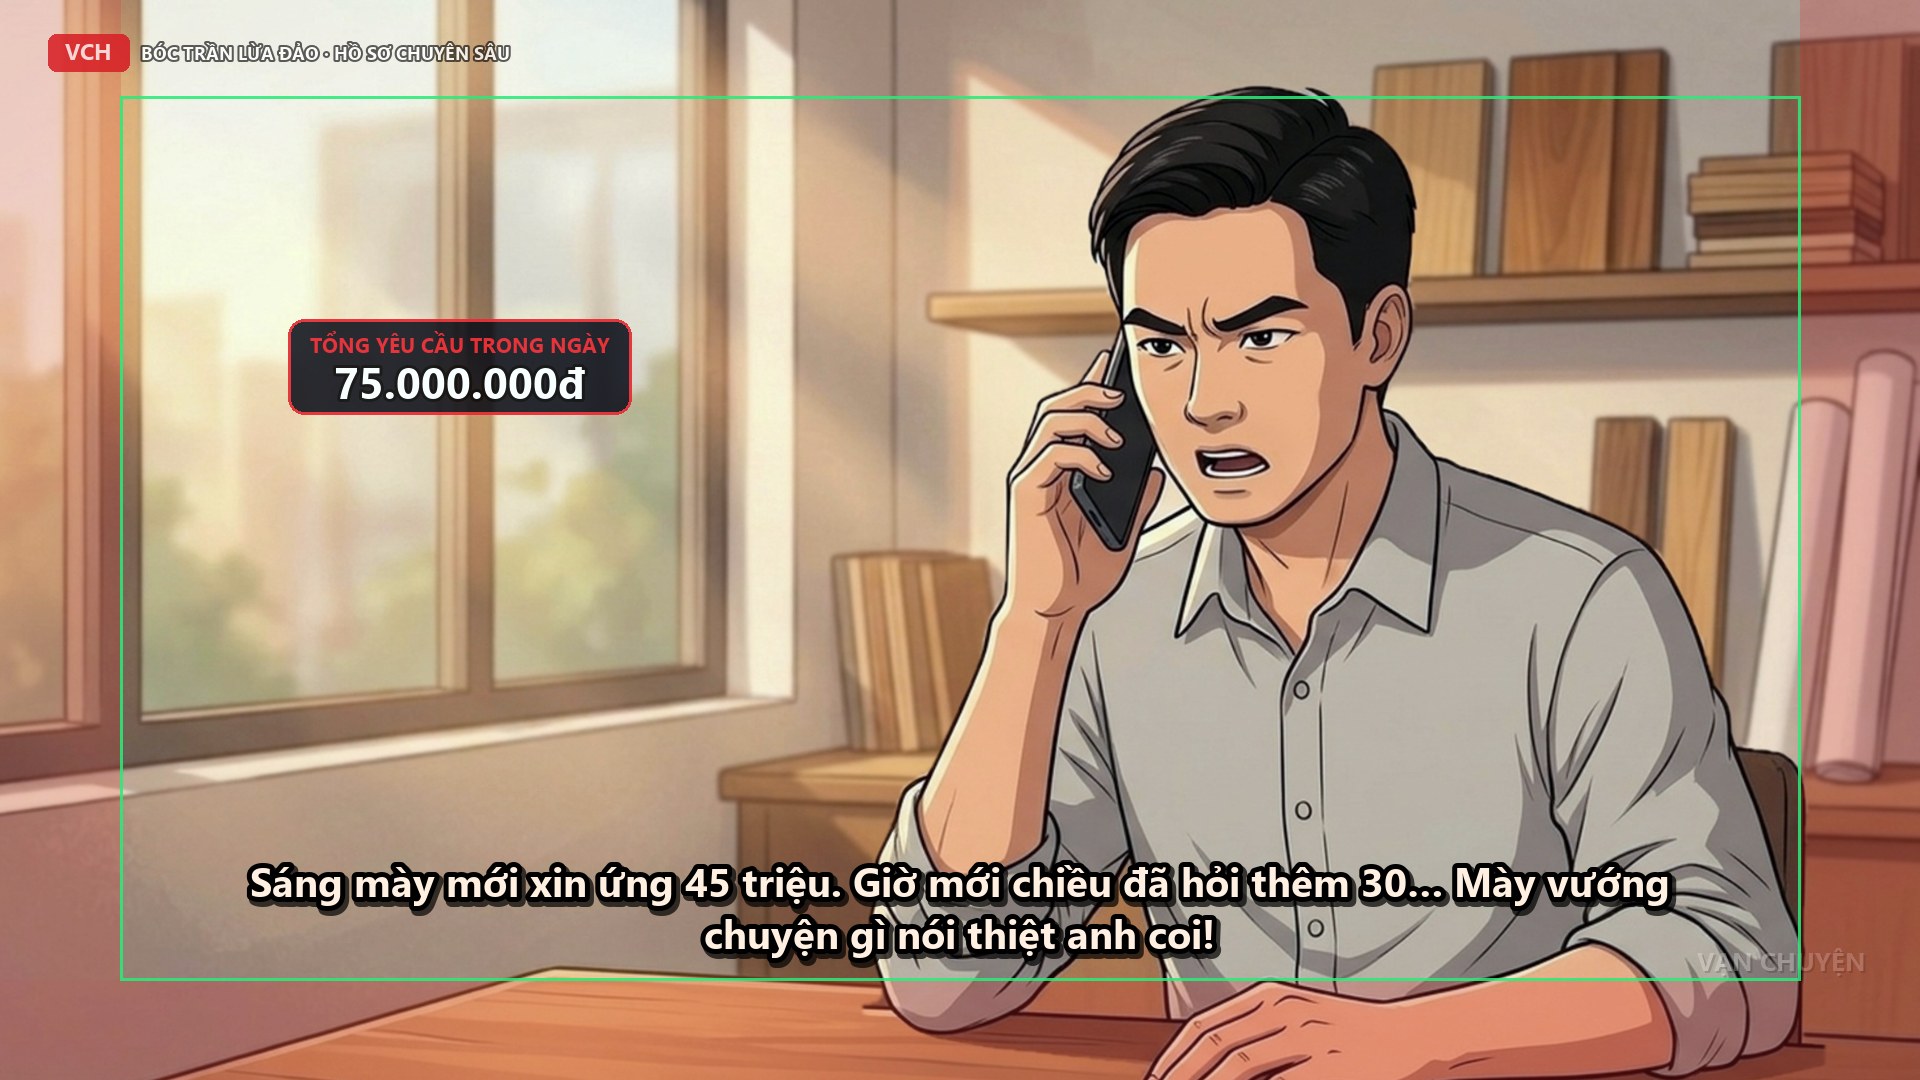 VCH BÓC TRẦN LỪA ĐẢO · HỒ SƠ CHUYÊN SÂU
TỔNG YÊU CẦU TRONG NGÀY
75.000.000đ
Sáng mày mới xin ứng 45 triệu. Giờ mới chiều đã hỏi thêm 30... Mày vướng
chuyện gì nói thiệt anh coi!
VẠN CHUYỆN